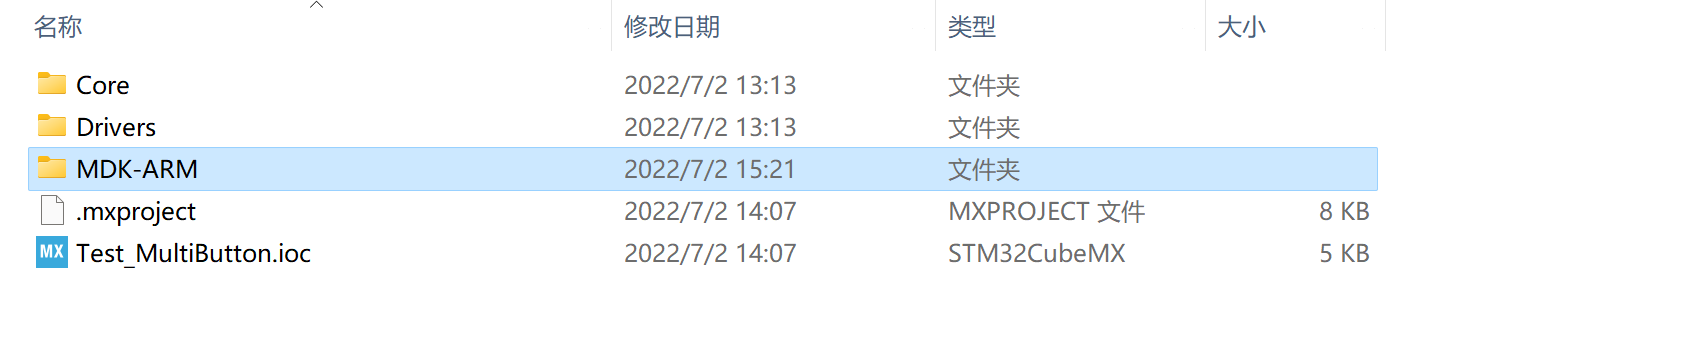 名称 修改日期 类型 大小
Core 2022/7/2 13:13 文件夹
Drivers 2022/7/2 13:13 文件夹
MDK-ARM 2022/7/2 15:21 文件夹
.mxproject 2022/7/2 14:07 MXPROJECT 文件 8 KB
MX Test_MultiButton.ioc 2022/7/2 14:07 STM32CubeMX 5 KB